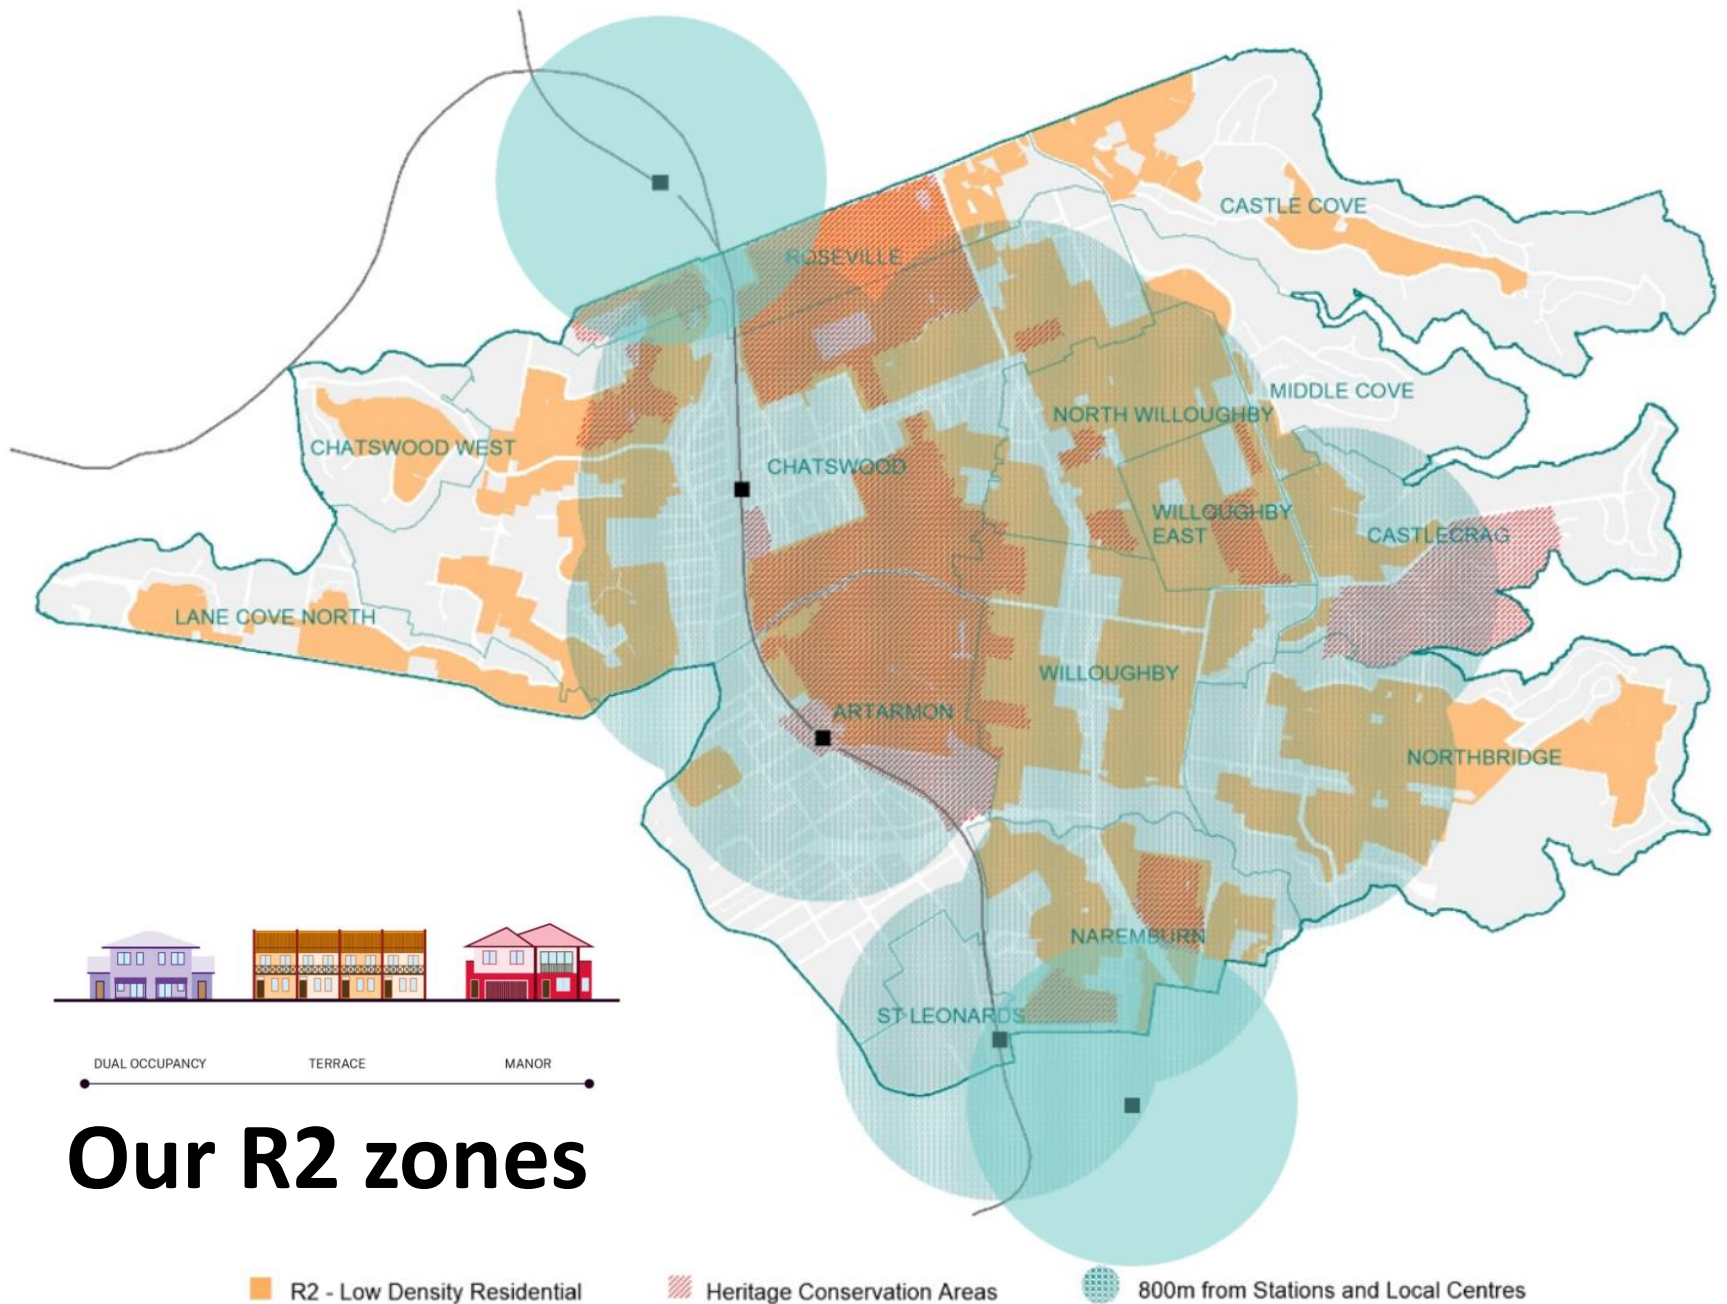 CASTLE COVE
ROSEVILLE
MIDDLE COVE
NORTH WILLOUGHBY
CHATSWOOD WEST
CHATSWOOD
WILLOUGHBY
EAST
CASTLECRAG
LANE COVE NORTH
WILLOUGHBY
ARTARMON
NORTHBRIDGE
NAREMBURN
ST LEONARDS
DUAL OCCUPANCY
TERRACE
MANOR
Our R2 zones
R2 - Low Density Residential
Heritage Conservation Areas
800m from Stations and Local Centres